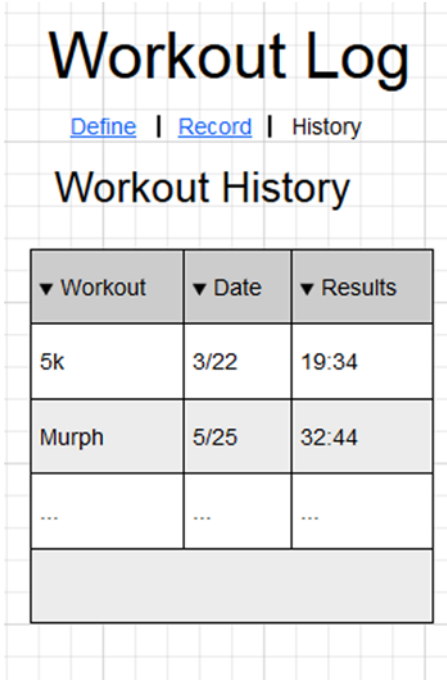 Workout Log
Define | Record | History
Workout History
▼ Workout ▼ Date ▼ Results
5k 3/22 19:34
Murph 5/25 32:44
... ... ...